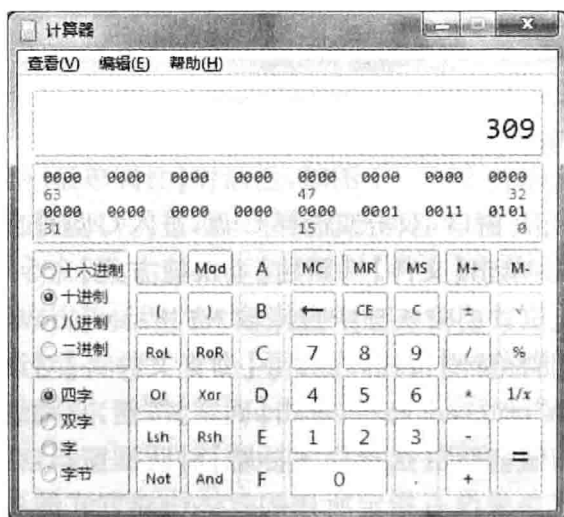 计算器
查看(V) 编辑(E) 帮助(H)
309
0000 0000 0000 0000 0000 0000 0000 0000
63 47 32
0000 0000 0000 0000 0000 0001 0011 0101
31 15 0
十六进制 Mod A MC MR MS M+ M-
十进制 ( ) B ← CE C ± √
八进制
二进制 RoL RoR C 7 8 9 / %
四字 Or Xor D 4 5 6 * 1/x
双字
字 Lsh Rsh E 1 2 3 - =
字节 Not And F 0 . +